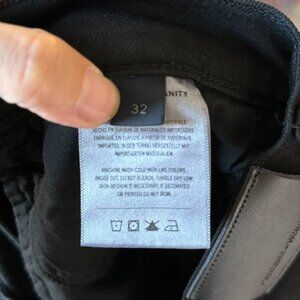 32
ANITY
HECHO EN TURQUIA DE MATERIALES IMPORTADOS
FABRIQUÉ EN TURQUIE À PARTIR DE MATÉRIAUX
IMPORTÉS. IN DER TÜRKEI HERGESTELLT MIT
IMPORTIERTEN MATERIALIEN.
MACHINE WASH COLD WITH LIKE COLORS
INSIDE OUT, DO NOT BLEACH, TUMBLE DRY LOW,
IRON MEDIUM IF NECESSARY, IF DECORATED
OR PRINTED DO NOT IRON.